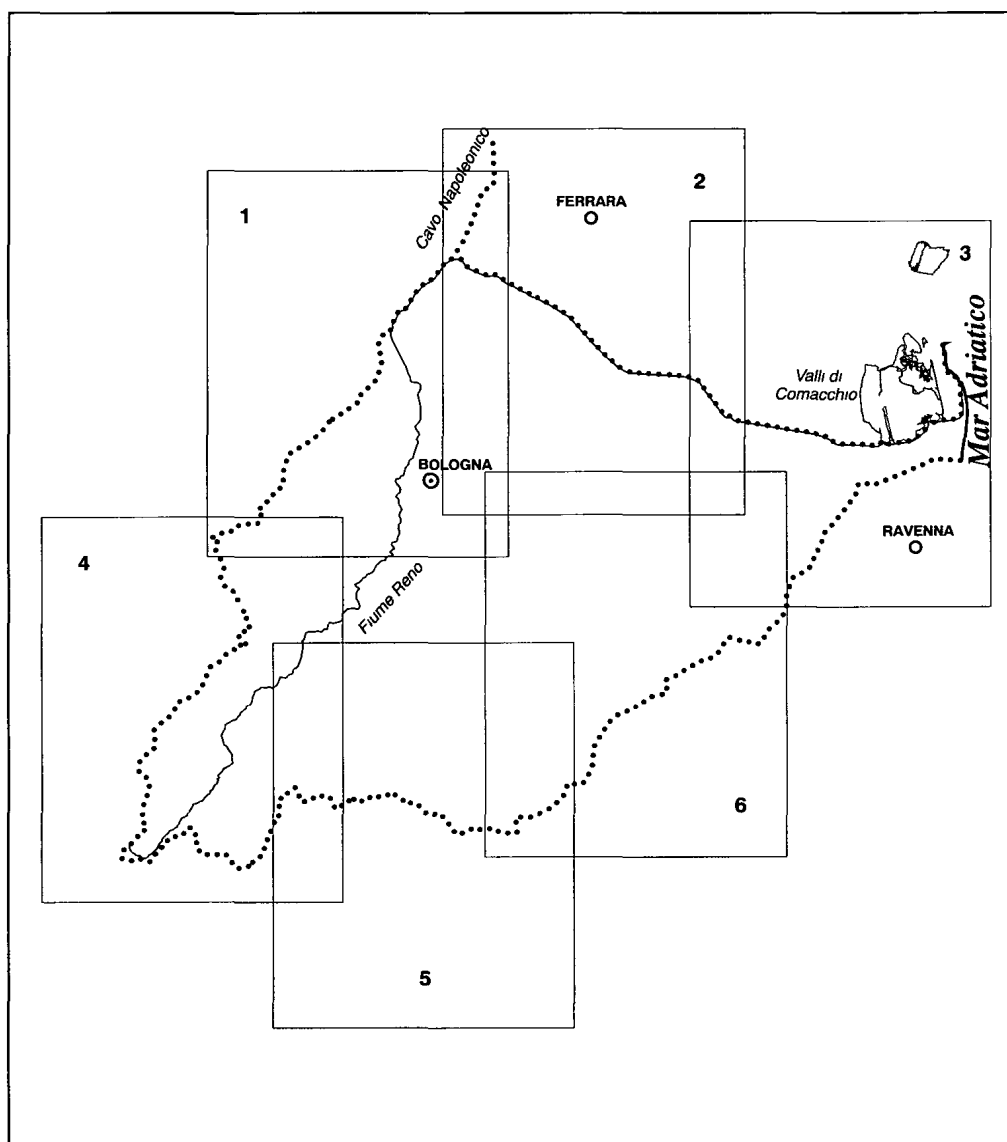 Cavo Napoleonico
2
1
FERRARA
3
Mar Adriatico
Valli di
Comacchio
BOLOGNA
RAVENNA
4
Fiume Reno
6
5